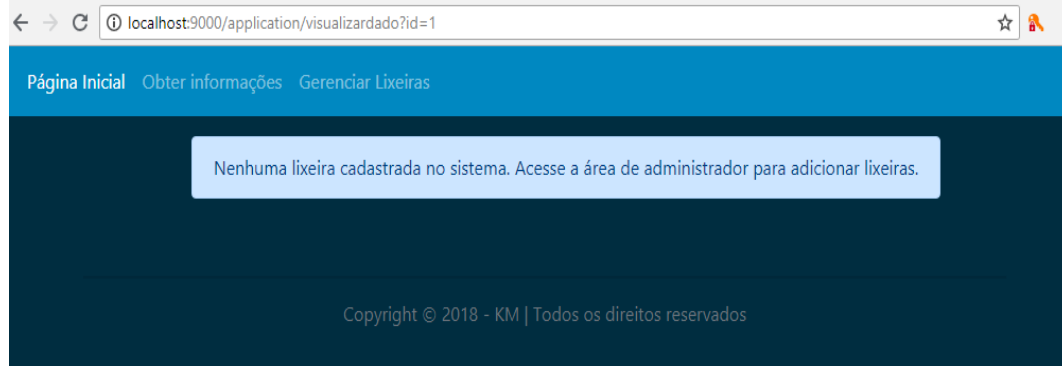 localhost:9000/application/visualizardado?id=1
Página Inicial Obter informações Gerenciar Lixeiras
Nenhuma lixeira cadastrada no sistema. Acesse a área de administrador para adicionar lixeiras.
Copyright © 2018 - KM | Todos os direitos reservados